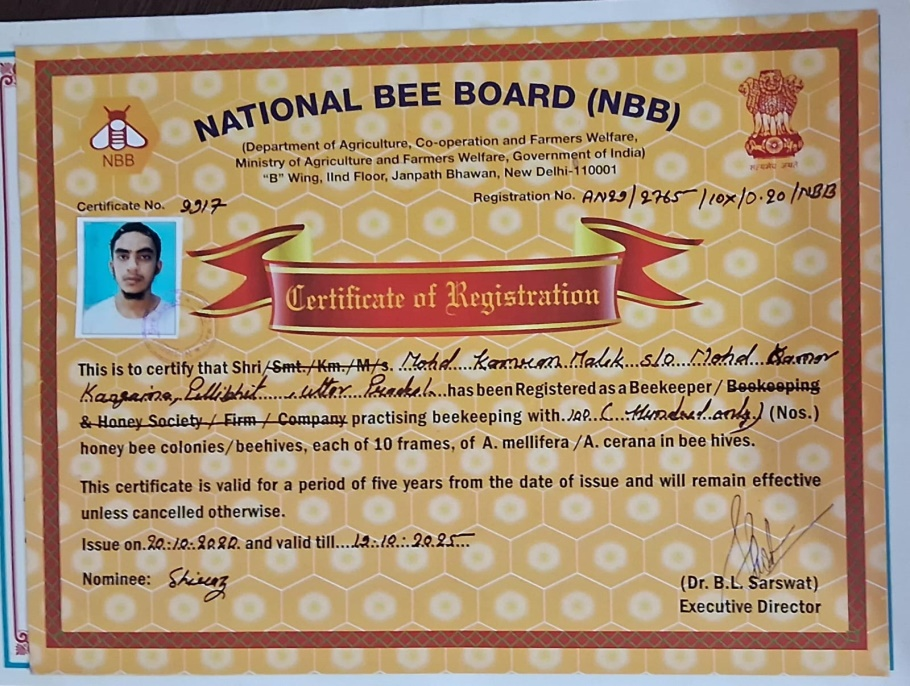 NATIONAL BEE BOARD (NBB)
NBB
(Department of Agriculture, Co-operation and Farmers Welfare,
Ministry of Agriculture and Farmers Welfare, Government of India)
"B" Wing, IInd Floor, Janpath Bhawan, New Delhi-110001
Certificate No. 9917
Registration No. AN29/2765/10x/0.20/NBB
Certificate of Registration
This is to certify that Shri/Smt./Km./M/s. Mohd Kamran Malik s/o Mohd
Pilibhit, Uttar Pradesh has been Registered as a Beekeeper / Beekeeping
& Honey Society / Firm / Company practising beekeeping with 100 (Hundred only) (Nos.)
honey bee colonies/beehives, each of 10 frames, of A. mellifera /A. cerana in bee hives.
This certificate is valid for a period of five years from the date of issue and will remain effective
unless cancelled otherwise.
Issue on 20.10.2020 and valid till 19.10.2025
Nominee:
(Dr. B.L. Sarswat)
Executive Director